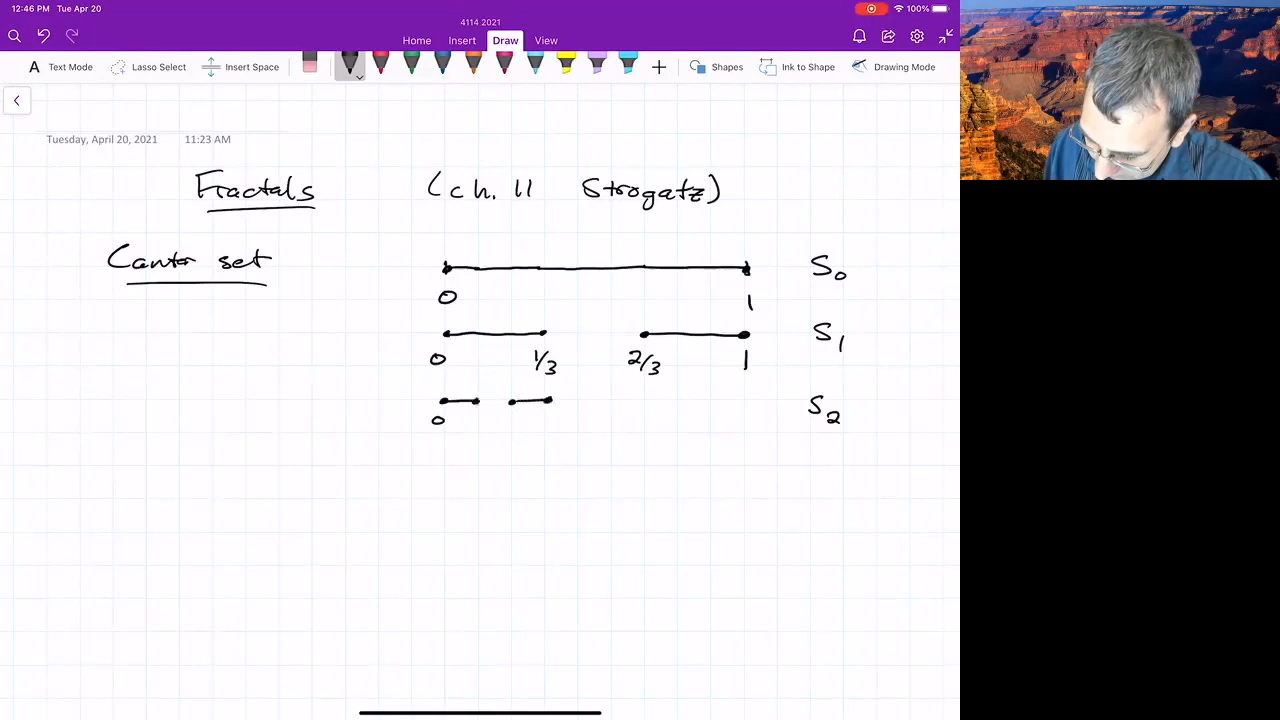 12:46 PM Tue Apr 20
100%
4114 2021
Home Insert Draw View
Text Mode Lasso Select Insert Space Shapes Ink to Shape Drawing Mode
Tuesday, April 20, 2021 11:23 AM
Fractals (ch. 11 Strogatz)
Cantor set
S₀
0 1
S₁
0 1/3 2/3 1
S₂
0